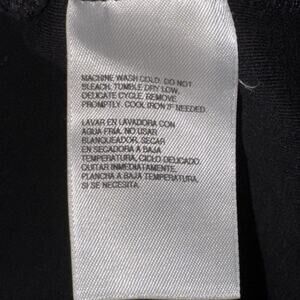 MACHINE WASH COLD. DO NOT
BLEACH. TUMBLE DRY LOW,
DELICATE CYCLE. REMOVE
PROMPTLY. COOL IRON IF NEEDED.
LAVAR EN LAVADORA CON
AGUA FRIA. NO USAR
BLANQUEADOR. SECAR
EN SECADORA A BAJA
TEMPERATURA, CICLO DELICADO.
QUITAR INMEDIATAMENTE.
PLANCHA A BAJA TEMPERATURA,
SI SE NECESITA.